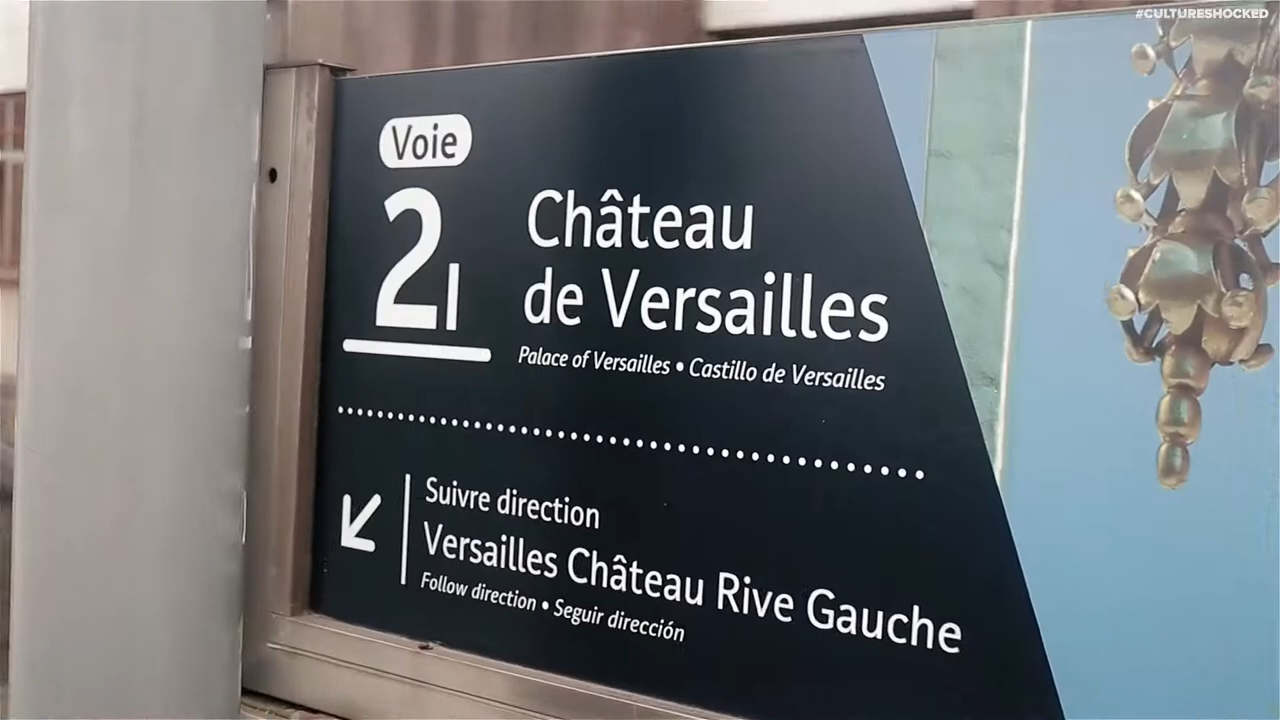 #CULTURESHOCKED
Voie
2I
Château
de Versailles
Palace of Versailles • Castillo de Versailles
Suivre direction
Versailles Château Rive Gauche
Follow direction • Seguir dirección